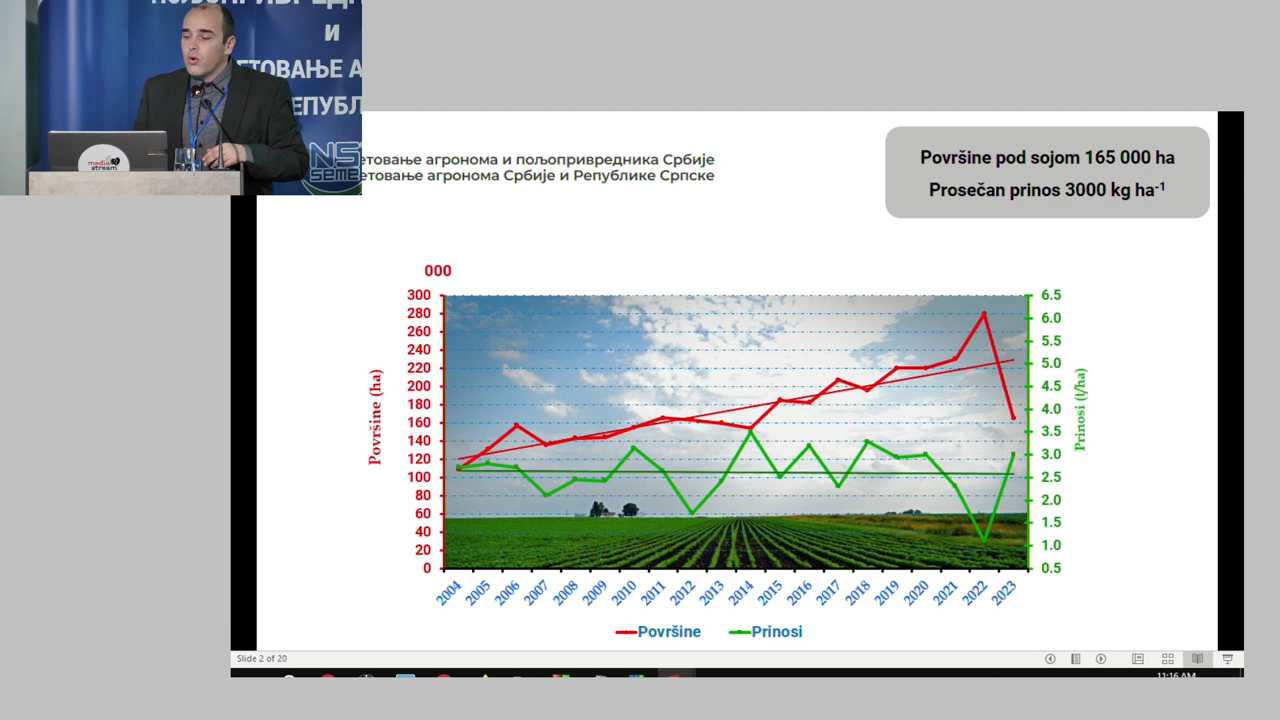 И
ЕТОВАЊЕ А
ЕПУБЛ
NS
SEME
media
stream
етовање агронома и пољопривредника Србије
етовање агронома Србије и Републике Српске
Površine pod sojom 165 000 ha
Prosečan prinos 3000 kg ha-1
000
300
280
260
240
220
200
180
160
140
120
100
80
60
40
20
0
Površine (ha)
6.5
6.0
5.5
5.0
4.5
4.0
3.5
3.0
2.5
2.0
1.5
1.0
0.5
Prinosi (t/ha)
2004 2005 2006 2007 2008 2009 2010 2011 2012 2013 2014 2015 2016 2017 2018 2019 2020 2021 2022 2023
Površine Prinosi
Slide 2 of 20
11:16 AM